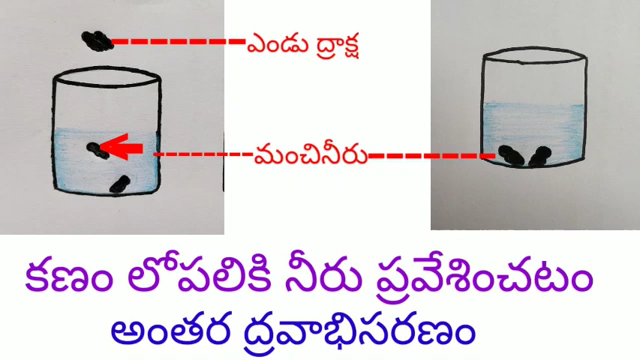 ఎండు ద్రాక్ష
మంచినీరు
కణం లోపలికి నీరు ప్రవేశించటం
అంతర ద్రవాభిసరణం